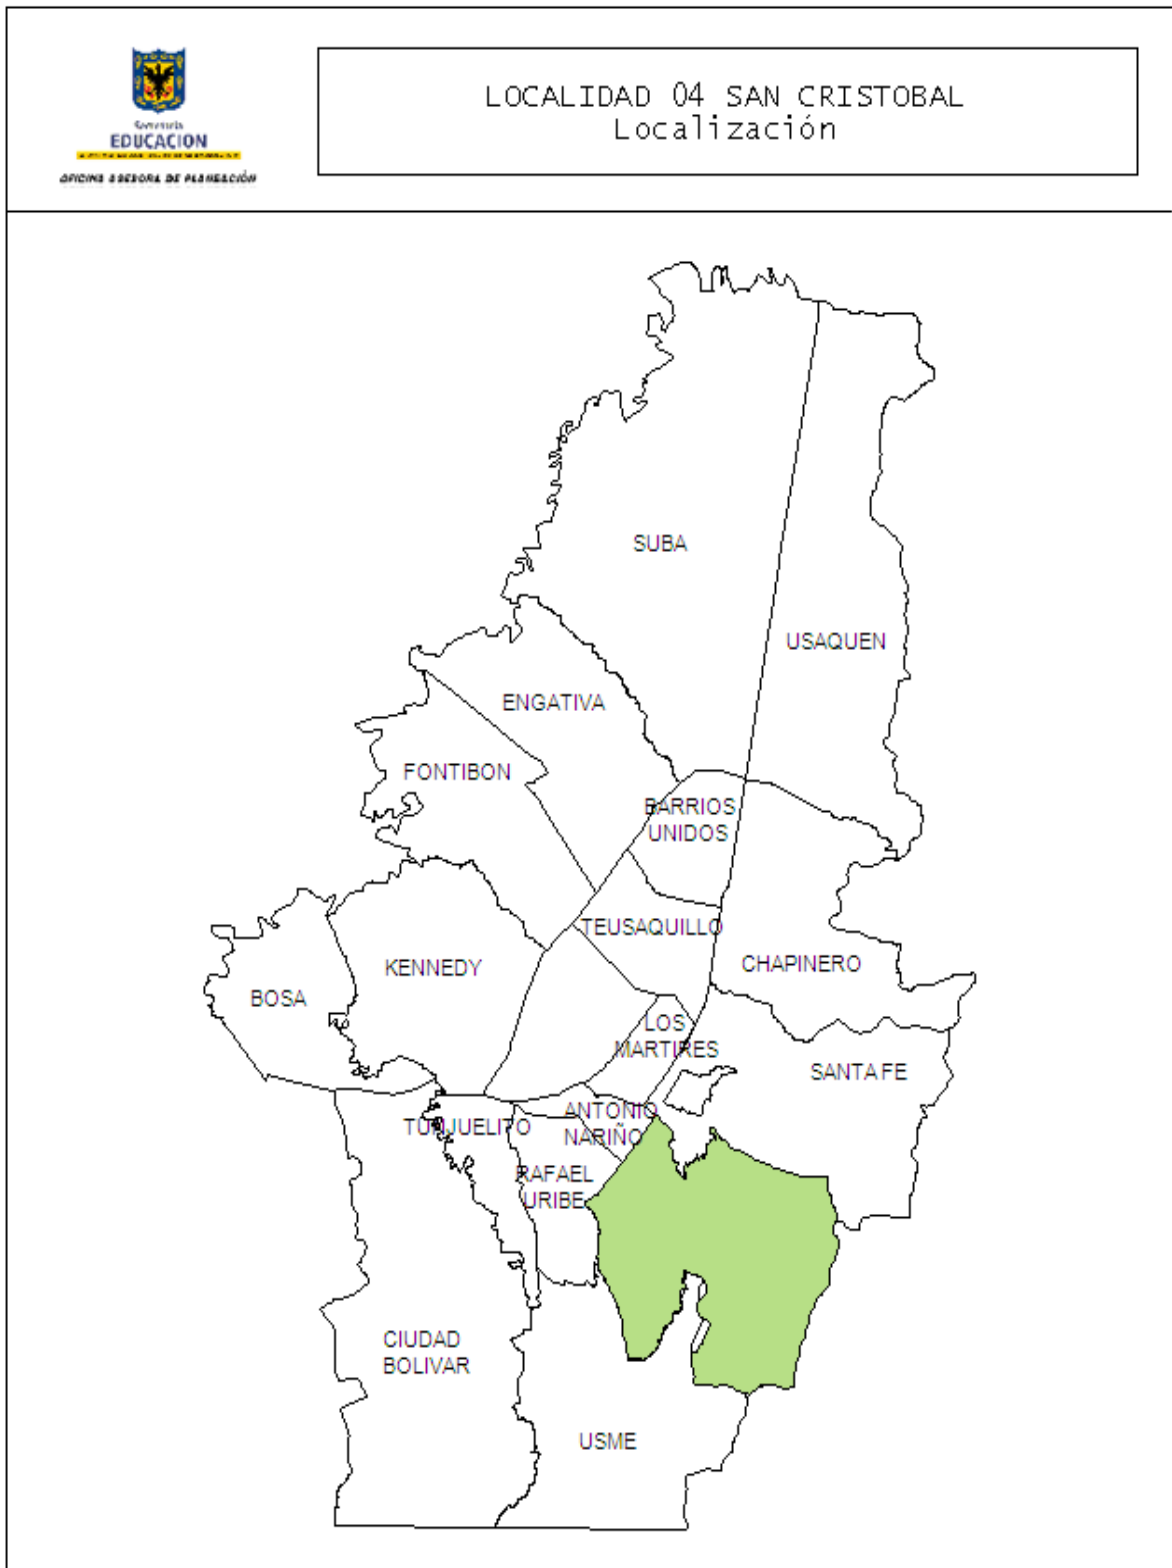 LOCALIDAD 04 SAN CRISTOBAL
Localización
Secretaría
EDUCACION
OFICINA ASESORA DE PLANEACIÓN
SUBA
USAQUEN
ENGATIVA
FONTIBON
BARRIOS
UNIDOS
TEUSAQUILLO
CHAPINERO
KENNEDY
BOSA
LOS
MARTIRES
SANTA FE
ANTONIO
NARIÑO
TUNJUELITO
RAFAEL
URIBE
CIUDAD
BOLIVAR
USME